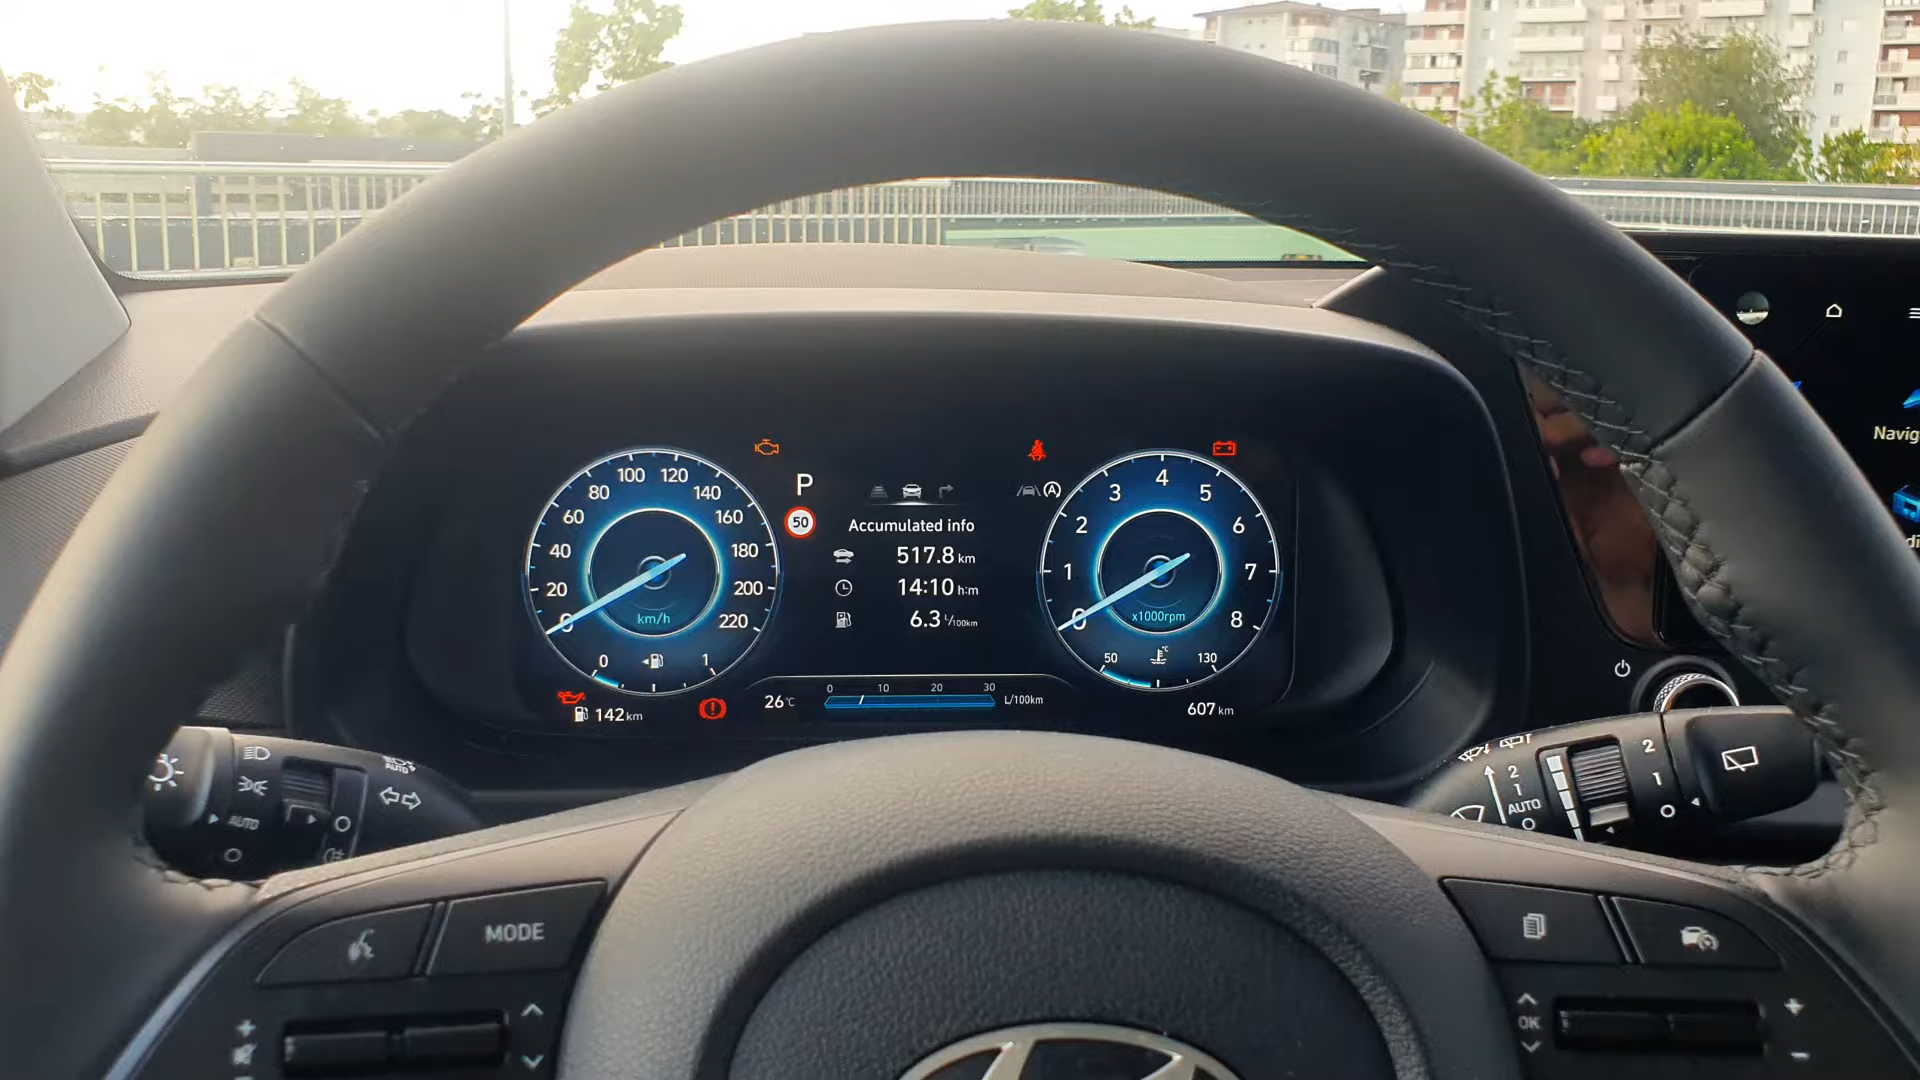 100 120
80 140
60 160
40 180
20 200
0 220
km/h
0 1
142 km
P
50
Accumulated info
517.8 km
14:10 h:m
6.3 L/100km
26°C
0 10 20 30
L/100km
A
4
3 5
2 6
1 7
0 8
x1000rpm
°C
50 130
607 km
Navig
AUTO
AUTO
2
1
AUTO
O
2
1
O
MODE
OK